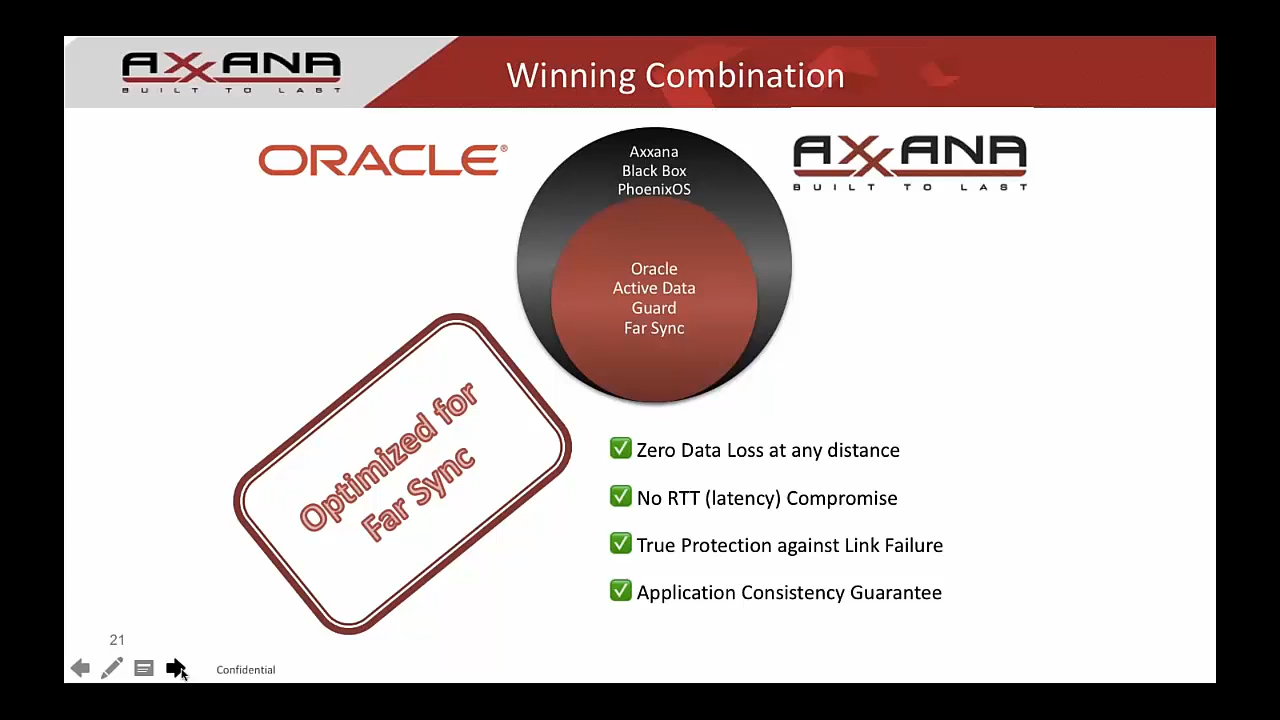 AXXANA
BUILT TO LAST
Winning Combination
ORACLE®
Axxana
Black Box
PhoenixOS
AXXANA
BUILT TO LAST
Oracle
Active Data
Guard
Far Sync
Optimized for
Far Sync
✅ Zero Data Loss at any distance
✅ No RTT (latency) Compromise
✅ True Protection against Link Failure
✅ Application Consistency Guarantee
21
Confidential